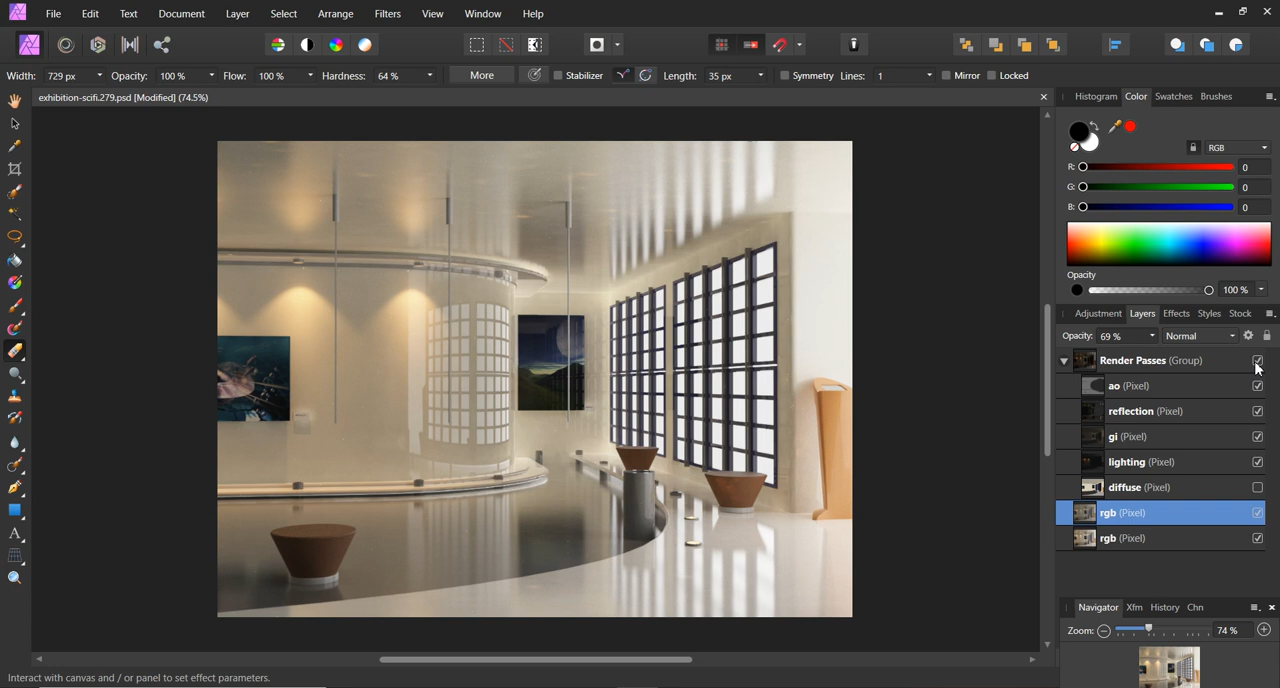 File Edit Text Document Layer Select Arrange Filters View Window Help
Width: 729 px Opacity: 100 % Flow: 100 % Hardness: 64 % More Stabilizer Length: 35 px Symmetry Lines: 1 Mirror Locked
exhibition-scifi.279.psd [Modified] (74.5%)
Histogram Color Swatches Brushes
RGB
R: 0
G: 0
B: 0
Opacity
100 %
Adjustment Layers Effects Styles Stock
Opacity: 69 % Normal
Render Passes (Group)
ao (Pixel)
reflection (Pixel)
gi (Pixel)
lighting (Pixel)
diffuse (Pixel)
rgb (Pixel)
rgb (Pixel)
Navigator Xfm History Chn
Zoom: 74 %
Interact with canvas and / or panel to set effect parameters.